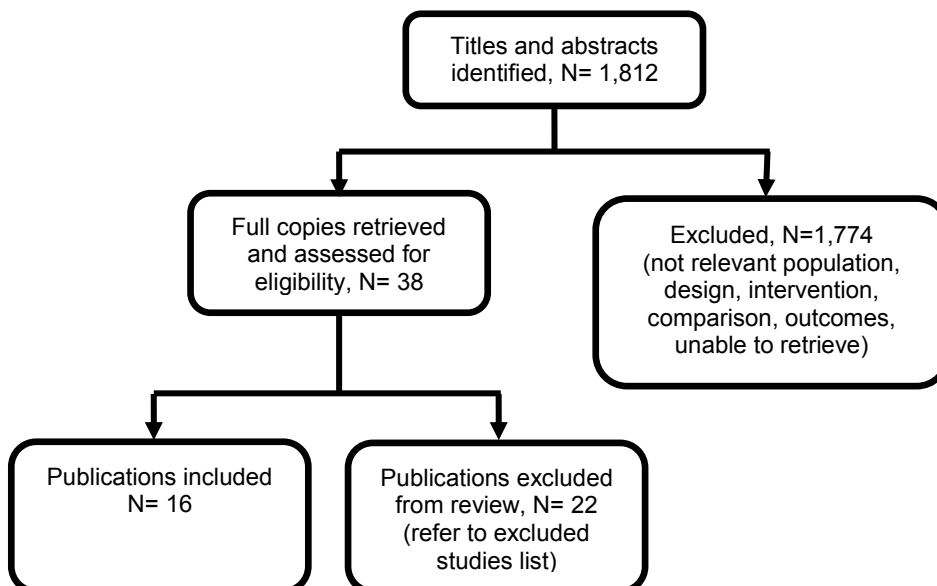 Titles and abstracts
identified, N= 1,812
Full copies retrieved
and assessed for
eligibility, N= 38
Excluded, N=1,774
(not relevant population,
design, intervention,
comparison, outcomes,
unable to retrieve)
Publications included
N= 16
Publications excluded
from review, N= 22
(refer to excluded
studies list)